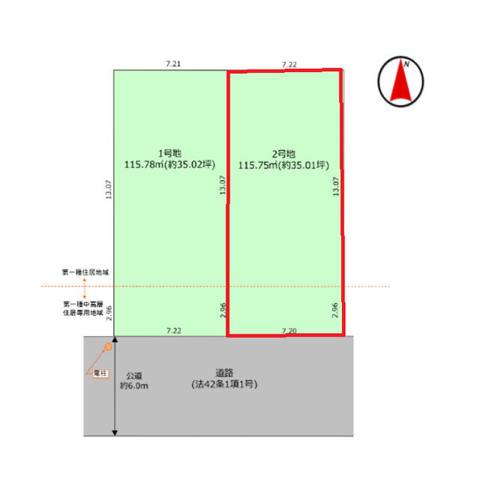 7.21
7.22
N
1号地
115.78㎡(約35.02坪)
2号地
115.75㎡(約35.01坪)
13.07
13.07
13.07
第一種住居地域
第一種中高層
住居専用地域
2.96
2.96
2.96
7.22
7.20
電柱
公道
約6.0m
道路
(法42条1項1号)